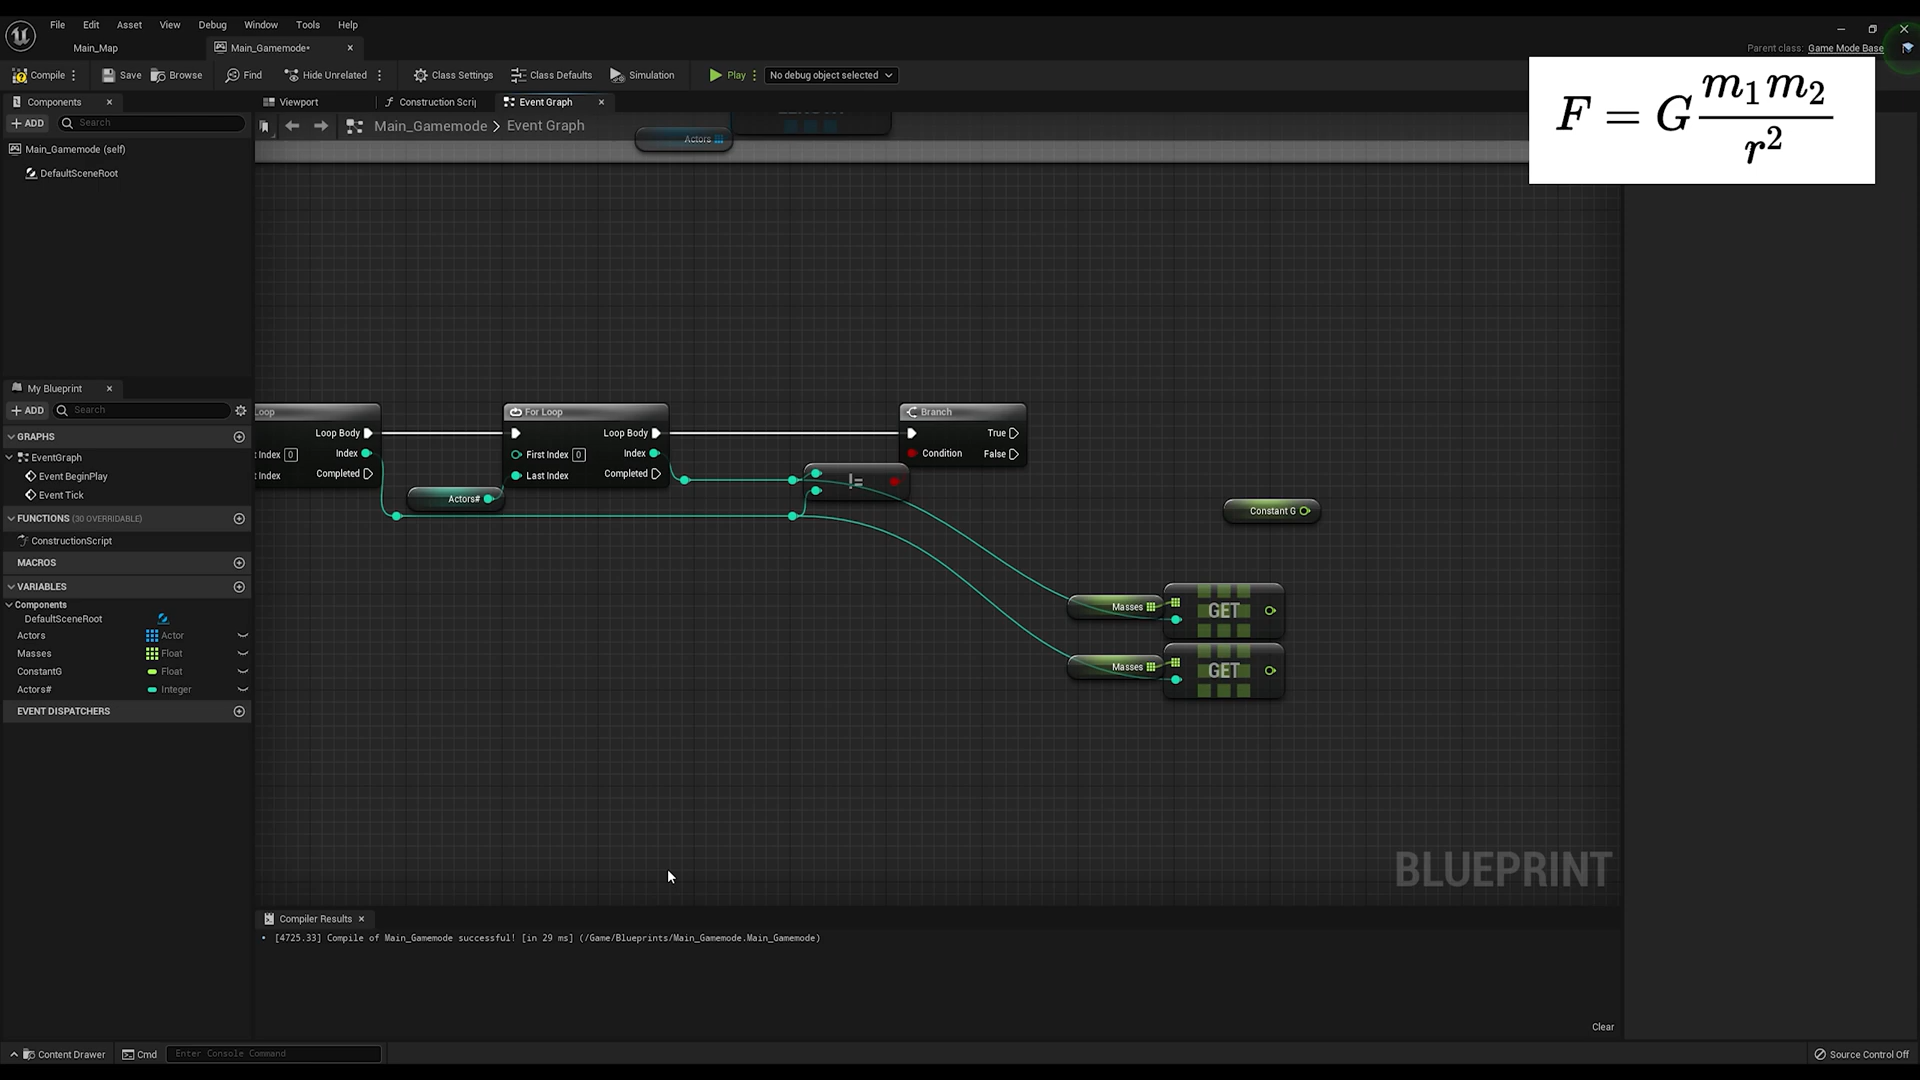 File Edit Asset View Debug Window Tools Help
Main_Map Main_Gamemode*
Parent class: Game Mode Base
Compile Save Browse Find Hide Unrelated Class Settings Class Defaults Simulation Play No debug object selected
Components Viewport Construction Scrip Event Graph
ADD Search
Main_Gamemode > Event Graph
Main_Gamemode (self)
DefaultSceneRoot
Actors
F = G m₁m₂ / r²
My Blueprint
ADD Search
GRAPHS
EventGraph
Event BeginPlay
Event Tick
FUNCTIONS (30 OVERRIDABLE)
ConstructionScript
MACROS
VARIABLES
Components
DefaultSceneRoot
Actors Actor
Masses Float
ConstantG Float
Actors# Integer
EVENT DISPATCHERS
Loop
Loop Body
t Index 0 Index
t Index Completed
For Loop
Loop Body
First Index 0 Index
Last Index Completed
Actors#
Branch
True
Condition False
!=
Constant G
Masses GET
Masses GET
BLUEPRINT
Compiler Results
• [4725.33] Compile of Main_Gamemode successful! [in 29 ms] (/Game/Blueprints/Main_Gamemode.Main_Gamemode)
Clear
Content Drawer Cmd Enter Console Command Source Control Off